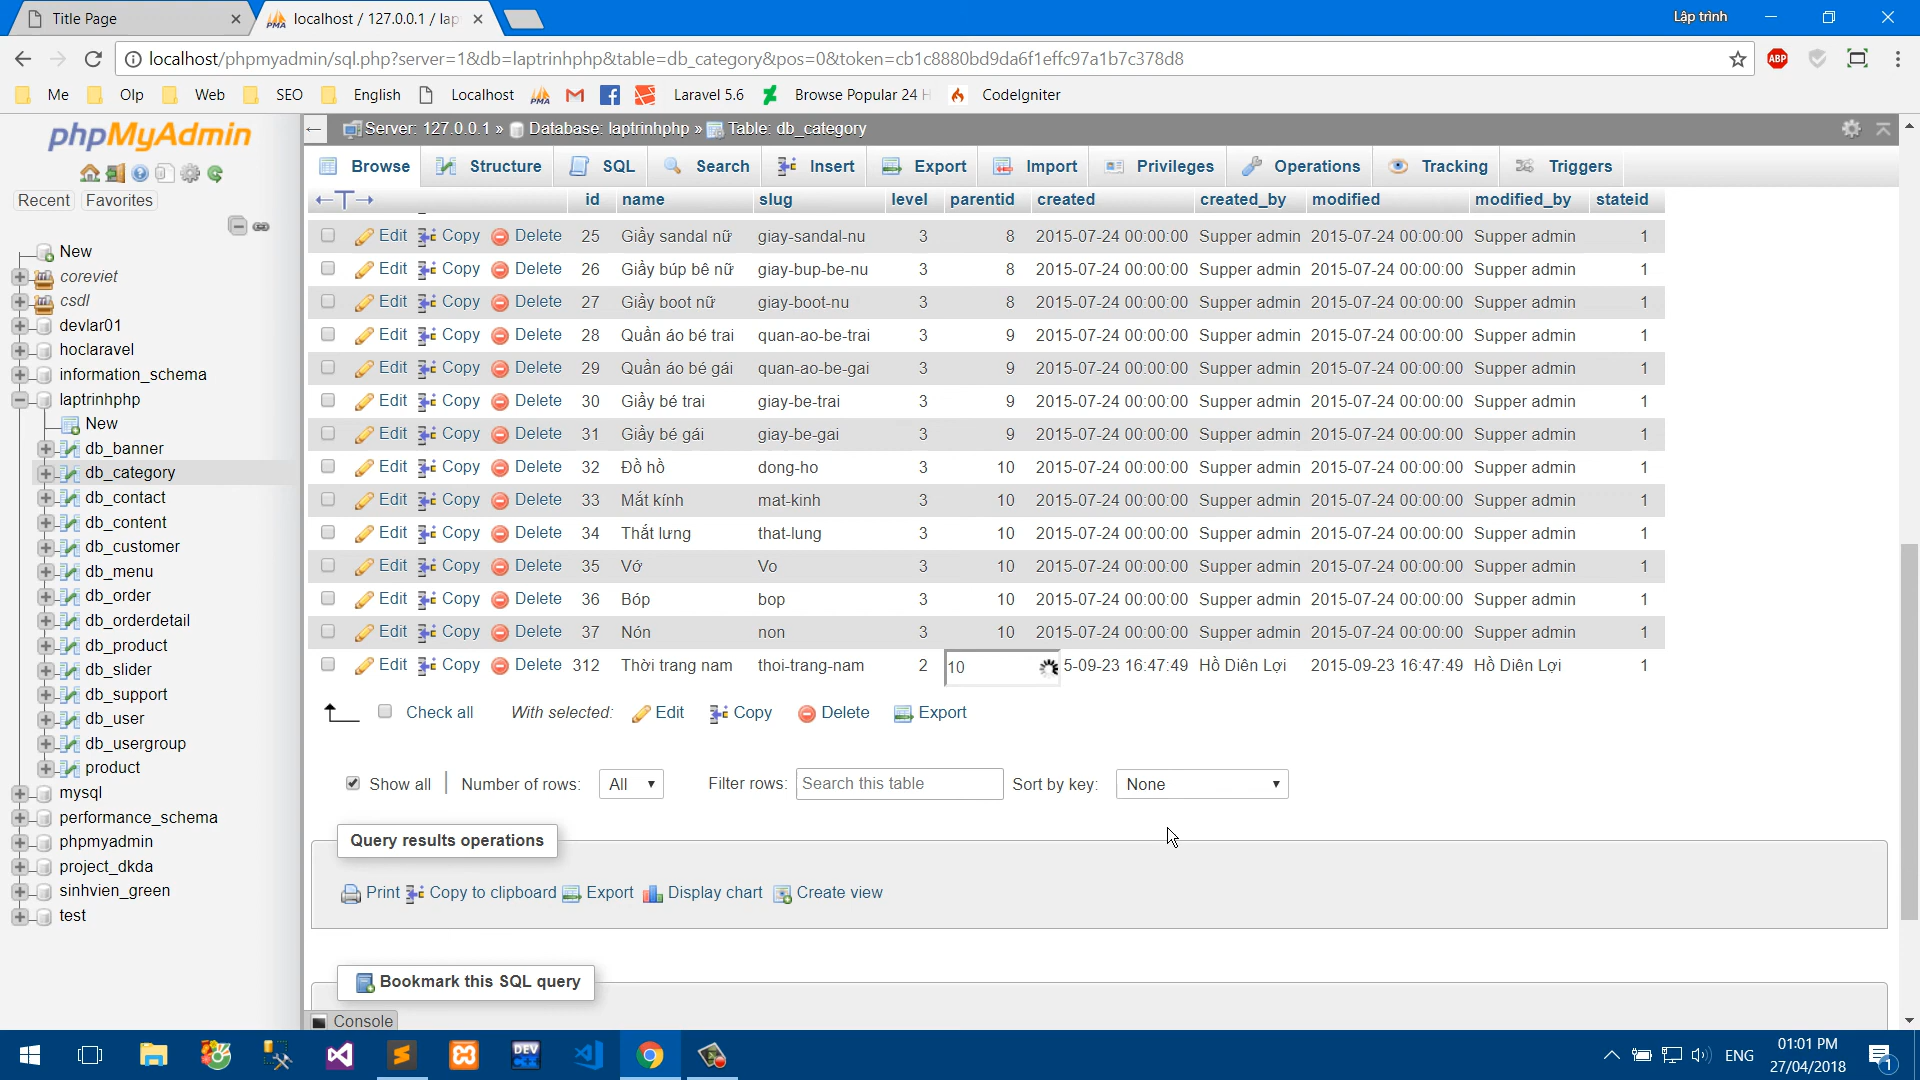 Title Page
localhost / 127.0.0.1 / lap
Lập trình
localhost/phpmyadmin/sql.php?server=1&db=laptrinhphp&table=db_category&pos=0&token=cb1c8880bd9da6f1effc97a1b7c378d8
ABP
Me Olp Web SEO English Localhost PMA Laravel 5.6 Browse Popular 24 CodeIgniter
phpMyAdmin
Recent Favorites
New
coreviet
csdl
devlar01
hoclaravel
information_schema
laptrinhphp
New
db_banner
db_category
db_contact
db_content
db_customer
db_menu
db_order
db_orderdetail
db_product
db_slider
db_support
db_user
db_usergroup
product
mysql
performance_schema
phpmyadmin
project_dkda
sinhvien_green
test
Server: 127.0.0.1 » Database: laptrinhphp » Table: db_category
Browse Structure SQL Search Insert Export Import Privileges Operations Tracking Triggers
id name slug level parentid created created_by modified modified_by stateid
Edit Copy Delete 25 Giầy sandal nữ giay-sandal-nu 3 8 2015-07-24 00:00:00 Supper admin 2015-07-24 00:00:00 Supper admin 1
Edit Copy Delete 26 Giầy búp bê nữ giay-bup-be-nu 3 8 2015-07-24 00:00:00 Supper admin 2015-07-24 00:00:00 Supper admin 1
Edit Copy Delete 27 Giầy boot nữ giay-boot-nu 3 8 2015-07-24 00:00:00 Supper admin 2015-07-24 00:00:00 Supper admin 1
Edit Copy Delete 28 Quần áo bé trai quan-ao-be-trai 3 9 2015-07-24 00:00:00 Supper admin 2015-07-24 00:00:00 Supper admin 1
Edit Copy Delete 29 Quần áo bé gái quan-ao-be-gai 3 9 2015-07-24 00:00:00 Supper admin 2015-07-24 00:00:00 Supper admin 1
Edit Copy Delete 30 Giầy bé trai giay-be-trai 3 9 2015-07-24 00:00:00 Supper admin 2015-07-24 00:00:00 Supper admin 1
Edit Copy Delete 31 Giầy bé gái giay-be-gai 3 9 2015-07-24 00:00:00 Supper admin 2015-07-24 00:00:00 Supper admin 1
Edit Copy Delete 32 Đồ hồ dong-ho 3 10 2015-07-24 00:00:00 Supper admin 2015-07-24 00:00:00 Supper admin 1
Edit Copy Delete 33 Mắt kính mat-kinh 3 10 2015-07-24 00:00:00 Supper admin 2015-07-24 00:00:00 Supper admin 1
Edit Copy Delete 34 Thắt lưng that-lung 3 10 2015-07-24 00:00:00 Supper admin 2015-07-24 00:00:00 Supper admin 1
Edit Copy Delete 35 Vớ Vo 3 10 2015-07-24 00:00:00 Supper admin 2015-07-24 00:00:00 Supper admin 1
Edit Copy Delete 36 Bóp bop 3 10 2015-07-24 00:00:00 Supper admin 2015-07-24 00:00:00 Supper admin 1
Edit Copy Delete 37 Nón non 3 10 2015-07-24 00:00:00 Supper admin 2015-07-24 00:00:00 Supper admin 1
Edit Copy Delete 312 Thời trang nam thoi-trang-nam 2 10 5-09-23 16:47:49 Hồ Diên Lợi 2015-09-23 16:47:49 Hồ Diên Lợi 1
Check all With selected: Edit Copy Delete Export
Show all Number of rows: All Filter rows: Search this table Sort by key: None
Query results operations
Print Copy to clipboard Export Display chart Create view
Bookmark this SQL query
Console
DEV
ENG
01:01 PM
27/04/2018
1